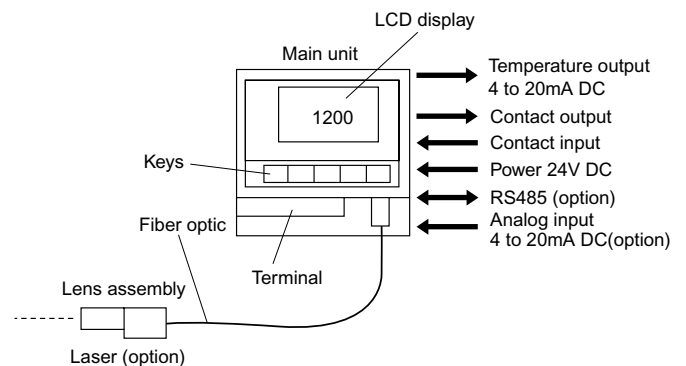 LCD display
Main unit
1200
Temperature output
4 to 20mA DC
Contact output
Contact input
Keys
Power 24V DC
RS485 (option)
Fiber optic
Analog input
4 to 20mA DC(option)
Terminal
Lens assembly
Laser (option)